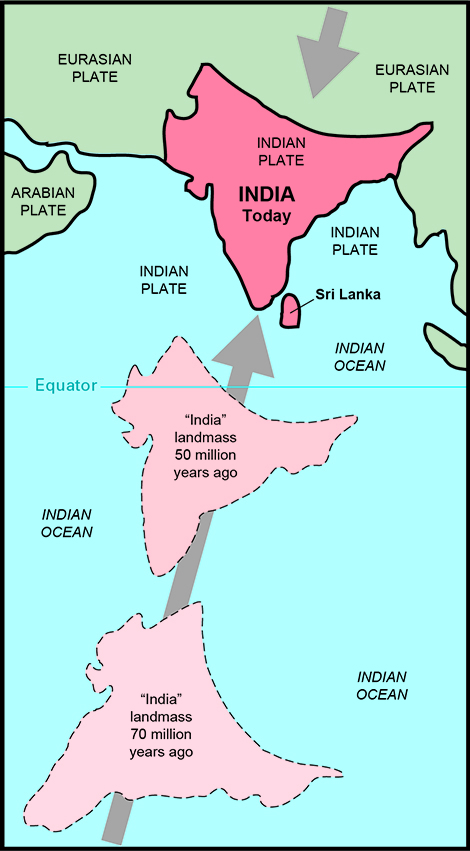 EURASIAN
PLATE
EURASIAN
PLATE
INDIAN
PLATE
ARABIAN
PLATE
INDIA
Today
INDIAN
PLATE
INDIAN
PLATE
Sri Lanka
INDIAN
OCEAN
Equator
“India”
landmass
50 million
years ago
INDIAN
OCEAN
INDIAN
OCEAN
“India”
landmass
70 million
years ago